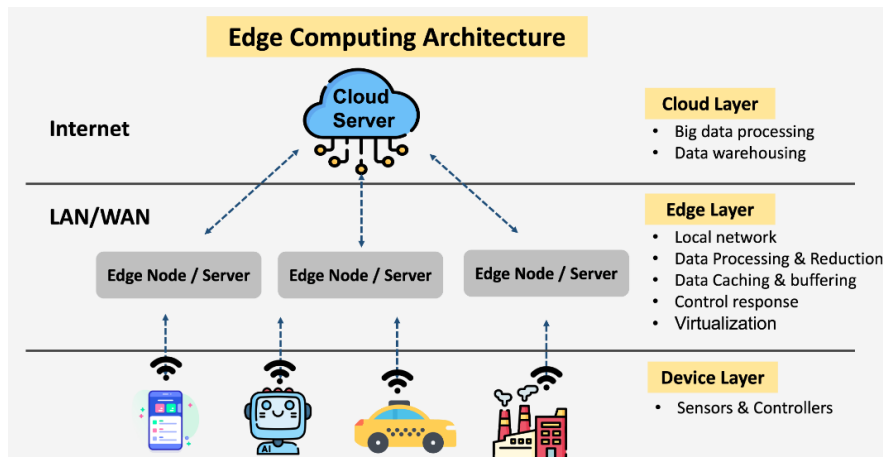 Edge Computing Architecture
Internet
Cloud
Server
Cloud Layer
• Big data processing
• Data warehousing
LAN/WAN
Edge Node / Server
Edge Node / Server
Edge Node / Server
Edge Layer
• Local network
• Data Processing & Reduction
• Data Caching & buffering
• Control response
• Virtualization
AI
Device Layer
• Sensors & Controllers